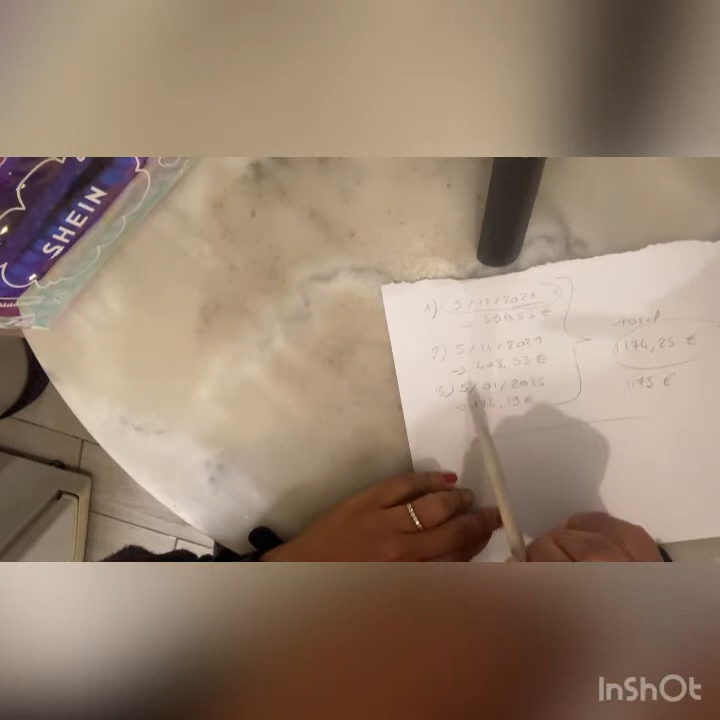 SHEIN
1) 5/12/2024
2) 5/11/2024
→ 403,53 €
3) 5/01/2025
total
1174,25 €
1175 €
InShOt